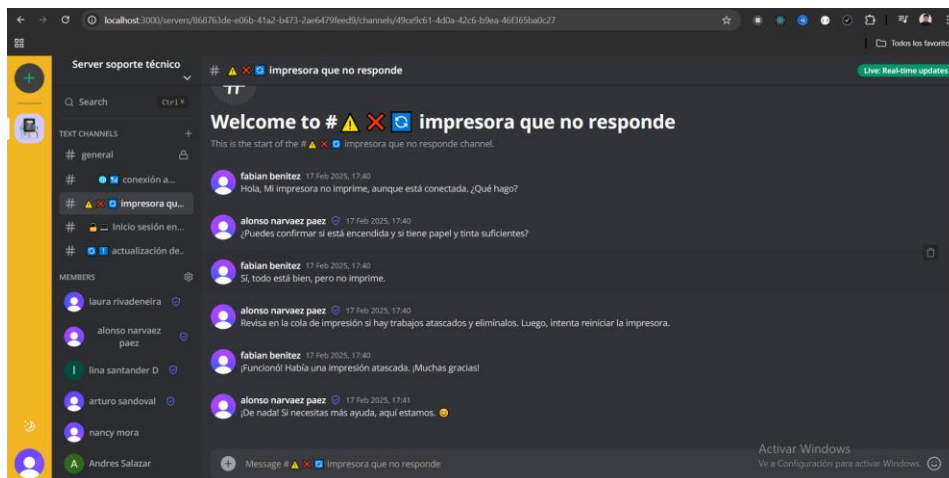 localhost:3000/servers/868763de-e06b-41a2-b473-2ae6479feed9/channels/49ce9c61-4d0a-42c6-b9ea-46f365ba0c27
Todos los favorito
Server soporte técnico
# ⚠️ ❌ 🔄 impresora que no responde
Live: Real-time updates
Search
Ctrl K
TEXT CHANNELS
# general
# conexión a...
# ⚠️ ❌ 🔄 impresora qu...
# 🔒 💻 Inicio sesión en...
# 🔄 actualización de..
MEMBERS
laura rivadeneira
alonso narvaez
paez
lina santander D
arturo sandoval
nancy mora
A Andres Salazar
Welcome to # ⚠️ ❌ 🔄 impresora que no responde
This is the start of the # ⚠️ ❌ 🔄 impresora que no responde channel.
fabian benitez 17 Feb 2025, 17:40
Hola, Mi impresora no imprime, aunque está conectada. ¿Qué hago?
alonso narvaez paez 17 Feb 2025, 17:40
¿Puedes confirmar si está encendida y si tiene papel y tinta suficientes?
fabian benitez 17 Feb 2025, 17:40
Sí, todo está bien, pero no imprime.
alonso narvaez paez 17 Feb 2025, 17:40
Revisa en la cola de impresión si hay trabajos atascados y elimínalos. Luego, intenta reiniciar la impresora.
fabian benitez 17 Feb 2025, 17:40
¡Funcionó! Había una impresión atascada. ¡Muchas gracias!
alonso narvaez paez 17 Feb 2025, 17:41
¡De nada! Si necesitas más ayuda, aquí estamos. 😊
Message # ⚠️ ❌ 🔄 impresora que no responde
Activar Windows
Ve a Configuración para activar Windows.